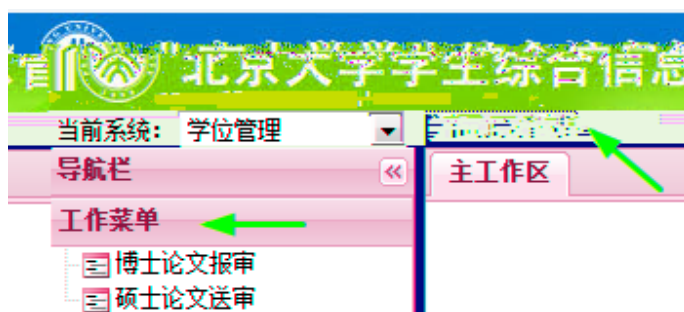 北京大学学生综合信息
当前系统: 学位管理
导航栏
主工作区
工作菜单
博士论文报审
硕士论文送审